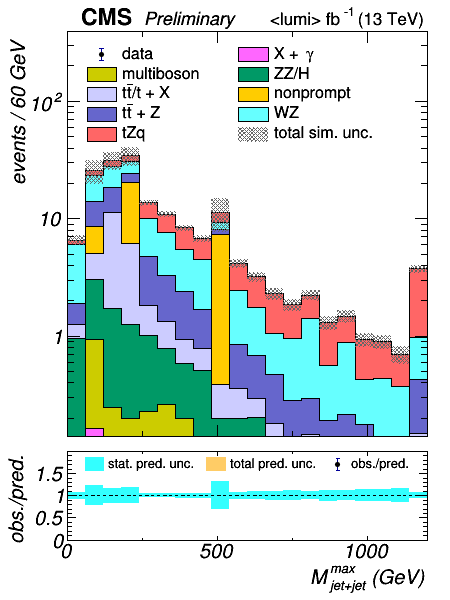 CMS Preliminary <lumi> fb⁻¹ (13 TeV)
events / 60 GeV
data X + γ
multiboson ZZ/H
tt̄/t + X nonprompt
tt̄ + Z WZ
tZq total sim. unc.
10²
10
1
obs./pred.
stat. pred. unc. total pred. unc. obs./pred.
1.5
1
0.5
0
0 500 1000
M^max_jet+jet (GeV)